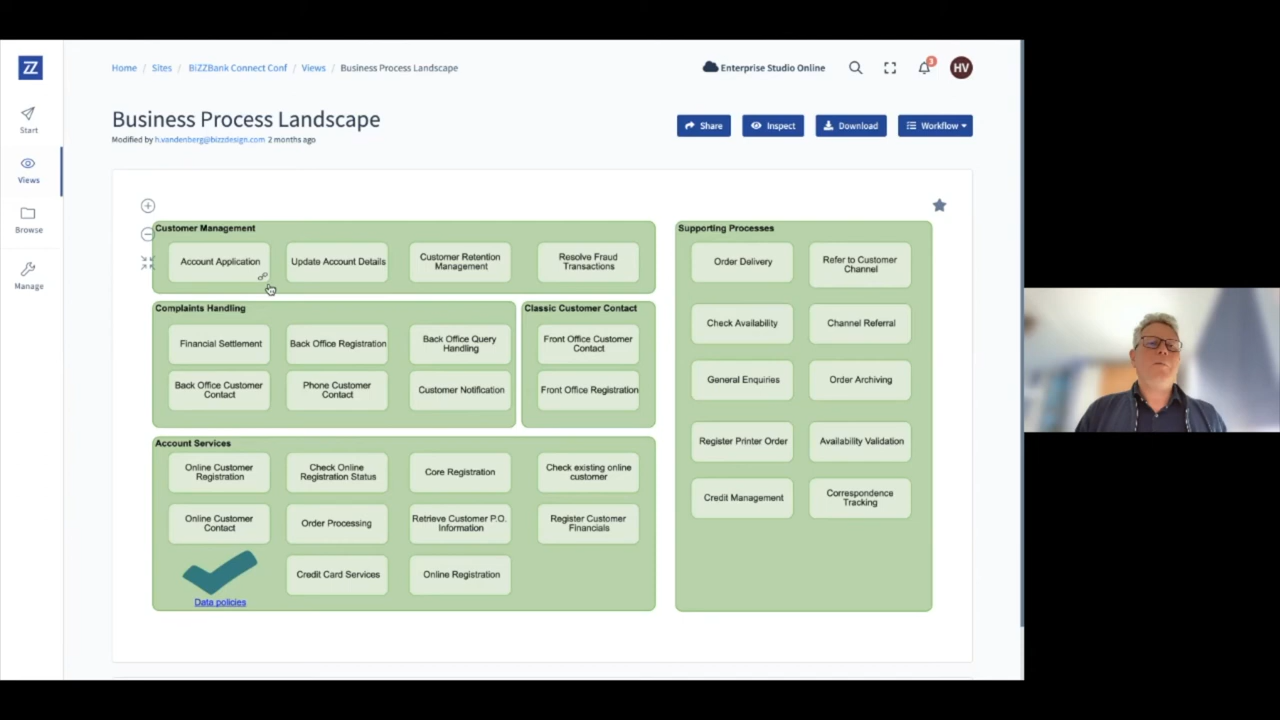 Home / Sites / BiZZBank Connect Conf / Views / Business Process Landscape
Enterprise Studio Online
3
HV
ZZ
Start
Views
Browse
Manage
Business Process Landscape
Modified by h.vandenberg@bizzdesign.com 2 months ago
Share
Inspect
Download
Workflow
Customer Management
Account Application
Update Account Details
Customer Retention
Management
Resolve Fraud
Transactions
Complaints Handling
Financial Settlement
Back Office Registration
Back Office Query
Handling
Back Office Customer
Contact
Phone Customer
Contact
Customer Notification
Classic Customer Contact
Front Office Customer
Contact
Front Office Registration
Account Services
Online Customer
Registration
Check Online
Registration Status
Core Registration
Check existing online
customer
Online Customer
Contact
Order Processing
Retrieve Customer P.O.
Information
Register Customer
Financials
Data policies
Credit Card Services
Online Registration
Supporting Processes
Order Delivery
Refer to Customer
Channel
Check Availability
Channel Referral
General Enquiries
Order Archiving
Register Printer Order
Availability Validation
Credit Management
Correspondence
Tracking